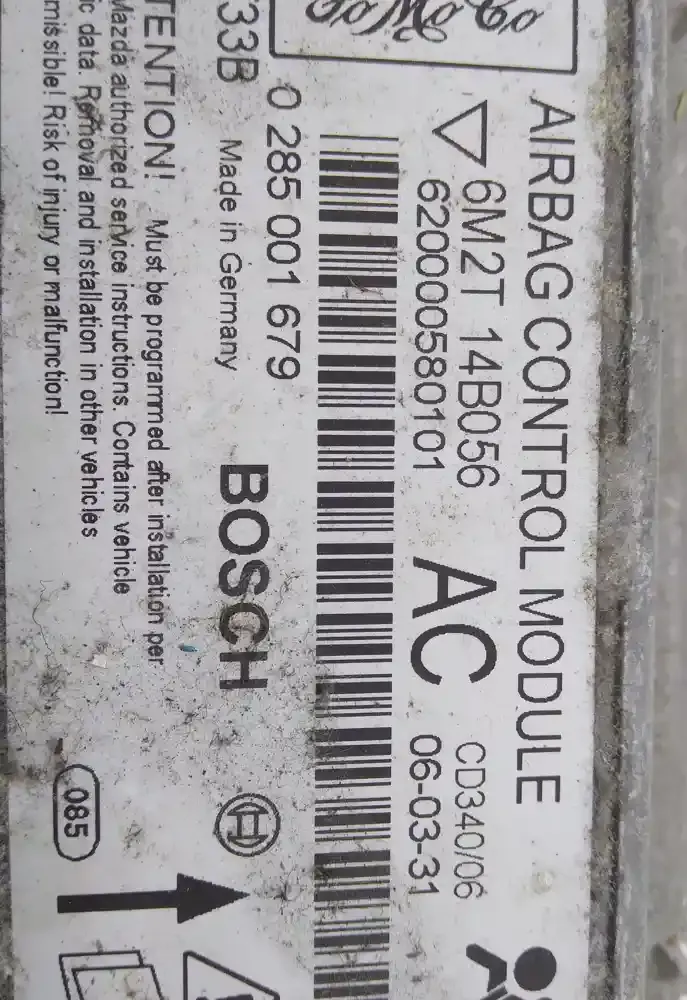 AIRBAG CONTROL MODULE
6M2T 14B056 AC CD340/06
620000580101 06-03-31
0 285 001 679
33B Made in Germany BOSCH
TENTION! Must be programmed after installation per
Mazda authorized service instructions. Contains vehicle
ic data. Removal and installation in other vehicles
missible! Risk of injury or malfunction!
085